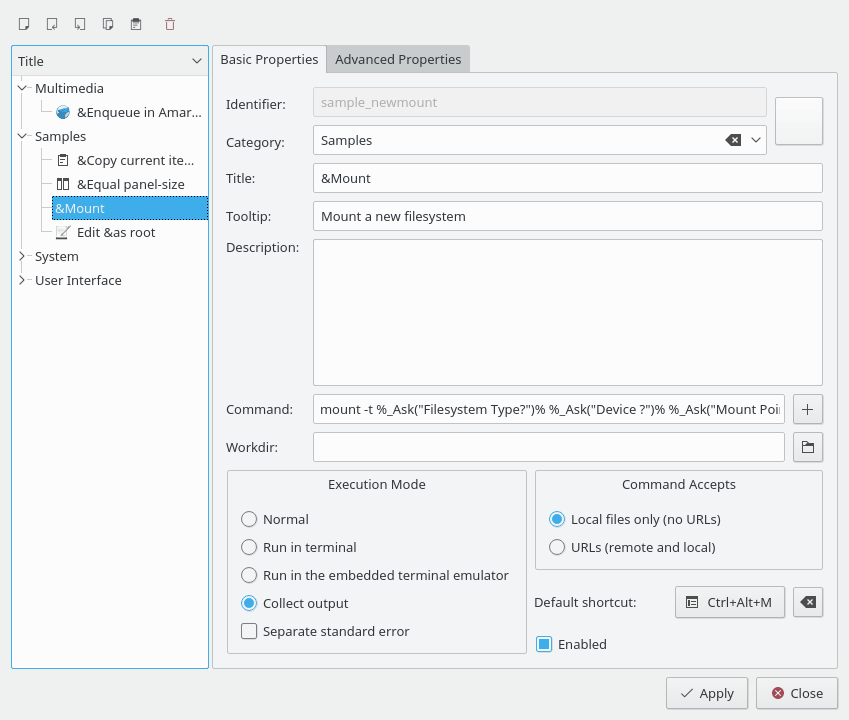 Title
Multimedia
&Enqueue in Amar...
Samples
&Copy current ite...
&Equal panel-size
&Mount
Edit &as root
System
User Interface
Basic Properties
Advanced Properties
Identifier:
sample_newmount
Category:
Samples
Title:
&Mount
Tooltip:
Mount a new filesystem
Description:
Command:
mount -t %_Ask("Filesystem Type?")% %_Ask("Device ?")% %_Ask("Mount Poi
Workdir:
Execution Mode
Normal
Run in terminal
Run in the embedded terminal emulator
Collect output
Separate standard error
Command Accepts
Local files only (no URLs)
URLs (remote and local)
Default shortcut:
Ctrl+Alt+M
Enabled
Apply
Close